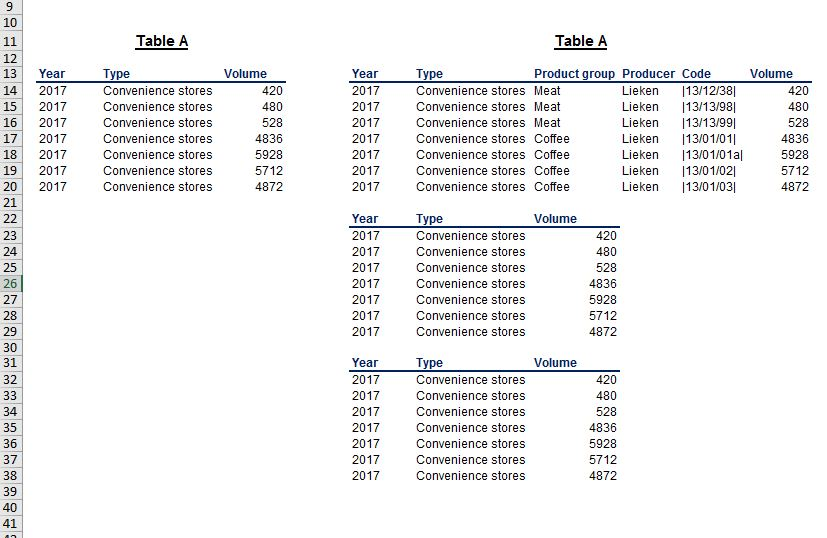 9
10
11 Table A Table A
12
13 Year Type Volume Year Type Product group Producer Code Volume
14 2017 Convenience stores 420 2017 Convenience stores Meat Lieken |13/12/38| 420
15 2017 Convenience stores 480 2017 Convenience stores Meat Lieken |13/13/98| 480
16 2017 Convenience stores 528 2017 Convenience stores Meat Lieken |13/13/99| 528
17 2017 Convenience stores 4836 2017 Convenience stores Coffee Lieken |13/01/01| 4836
18 2017 Convenience stores 5928 2017 Convenience stores Coffee Lieken |13/01/01a| 5928
19 2017 Convenience stores 5712 2017 Convenience stores Coffee Lieken |13/01/02| 5712
20 2017 Convenience stores 4872 2017 Convenience stores Coffee Lieken |13/01/03| 4872
21
22 Year Type Volume
23 2017 Convenience stores 420
24 2017 Convenience stores 480
25 2017 Convenience stores 528
26 2017 Convenience stores 4836
27 2017 Convenience stores 5928
28 2017 Convenience stores 5712
29 2017 Convenience stores 4872
30
31 Year Type Volume
32 2017 Convenience stores 420
33 2017 Convenience stores 480
34 2017 Convenience stores 528
35 2017 Convenience stores 4836
36 2017 Convenience stores 5928
37 2017 Convenience stores 5712
38 2017 Convenience stores 4872
39
40
41